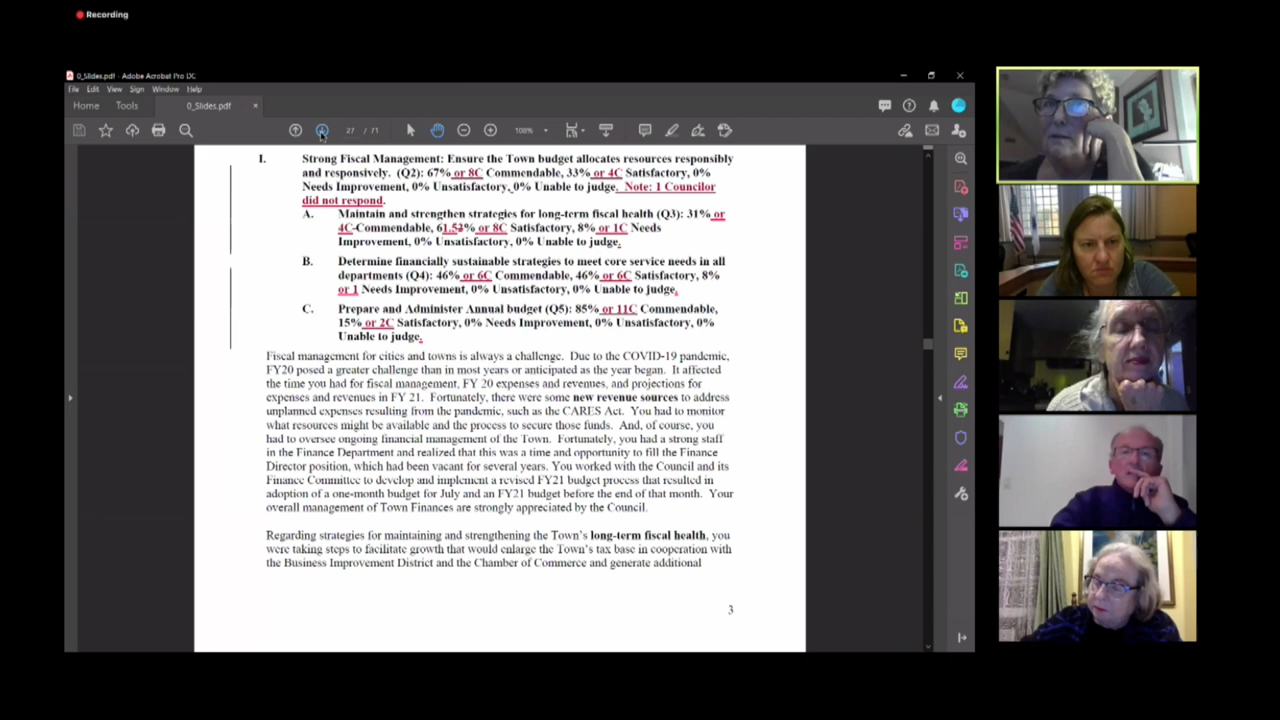 Recording
0_Slides.pdf - Adobe Acrobat Pro DC
File Edit View Sign Window Help
Home Tools 0_Slides.pdf ×
27 / 71 108%
I. Strong Fiscal Management: Ensure the Town budget allocates resources responsibly
and responsively. (Q2): 67% or 8C Commendable, 33% or 4C Satisfactory, 0%
Needs Improvement, 0% Unsatisfactory, 0% Unable to judge. Note: 1 Councilor
did not respond.
A. Maintain and strengthen strategies for long-term fiscal health (Q3): 31% or
4C Commendable, 61.52% or 8C Satisfactory, 8% or 1C Needs
Improvement, 0% Unsatisfactory, 0% Unable to judge.
B. Determine financially sustainable strategies to meet core service needs in all
departments (Q4): 46% or 6C Commendable, 46% or 6C Satisfactory, 8%
or 1 Needs Improvement, 0% Unsatisfactory, 0% Unable to judge.
C. Prepare and Administer Annual budget (Q5): 85% or 11C Commendable,
15% or 2C Satisfactory, 0% Needs Improvement, 0% Unsatisfactory, 0%
Unable to judge.
Fiscal management for cities and towns is always a challenge. Due to the COVID-19 pandemic,
FY20 posed a greater challenge than in most years or anticipated as the year began. It affected
the time you had for fiscal management, FY 20 expenses and revenues, and projections for
expenses and revenues in FY 21. Fortunately, there were some new revenue sources to address
unplanned expenses resulting from the pandemic, such as the CARES Act. You had to monitor
what resources might be available and the process to secure those funds. And, of course, you
had to oversee ongoing financial management of the Town. Fortunately, you had a strong staff
in the Finance Department and realized that this was a time and opportunity to fill the Finance
Director position, which had been vacant for several years. You worked with the Council and its
Finance Committee to develop and implement a revised FY21 budget process that resulted in
adoption of a one-month budget for July and an FY21 budget before the end of that month. Your
overall management of Town Finances are strongly appreciated by the Council.
Regarding strategies for maintaining and strengthening the Town's long-term fiscal health, you
were taking steps to facilitate growth that would enlarge the Town's tax base in cooperation with
the Business Improvement District and the Chamber of Commerce and generate additional
3